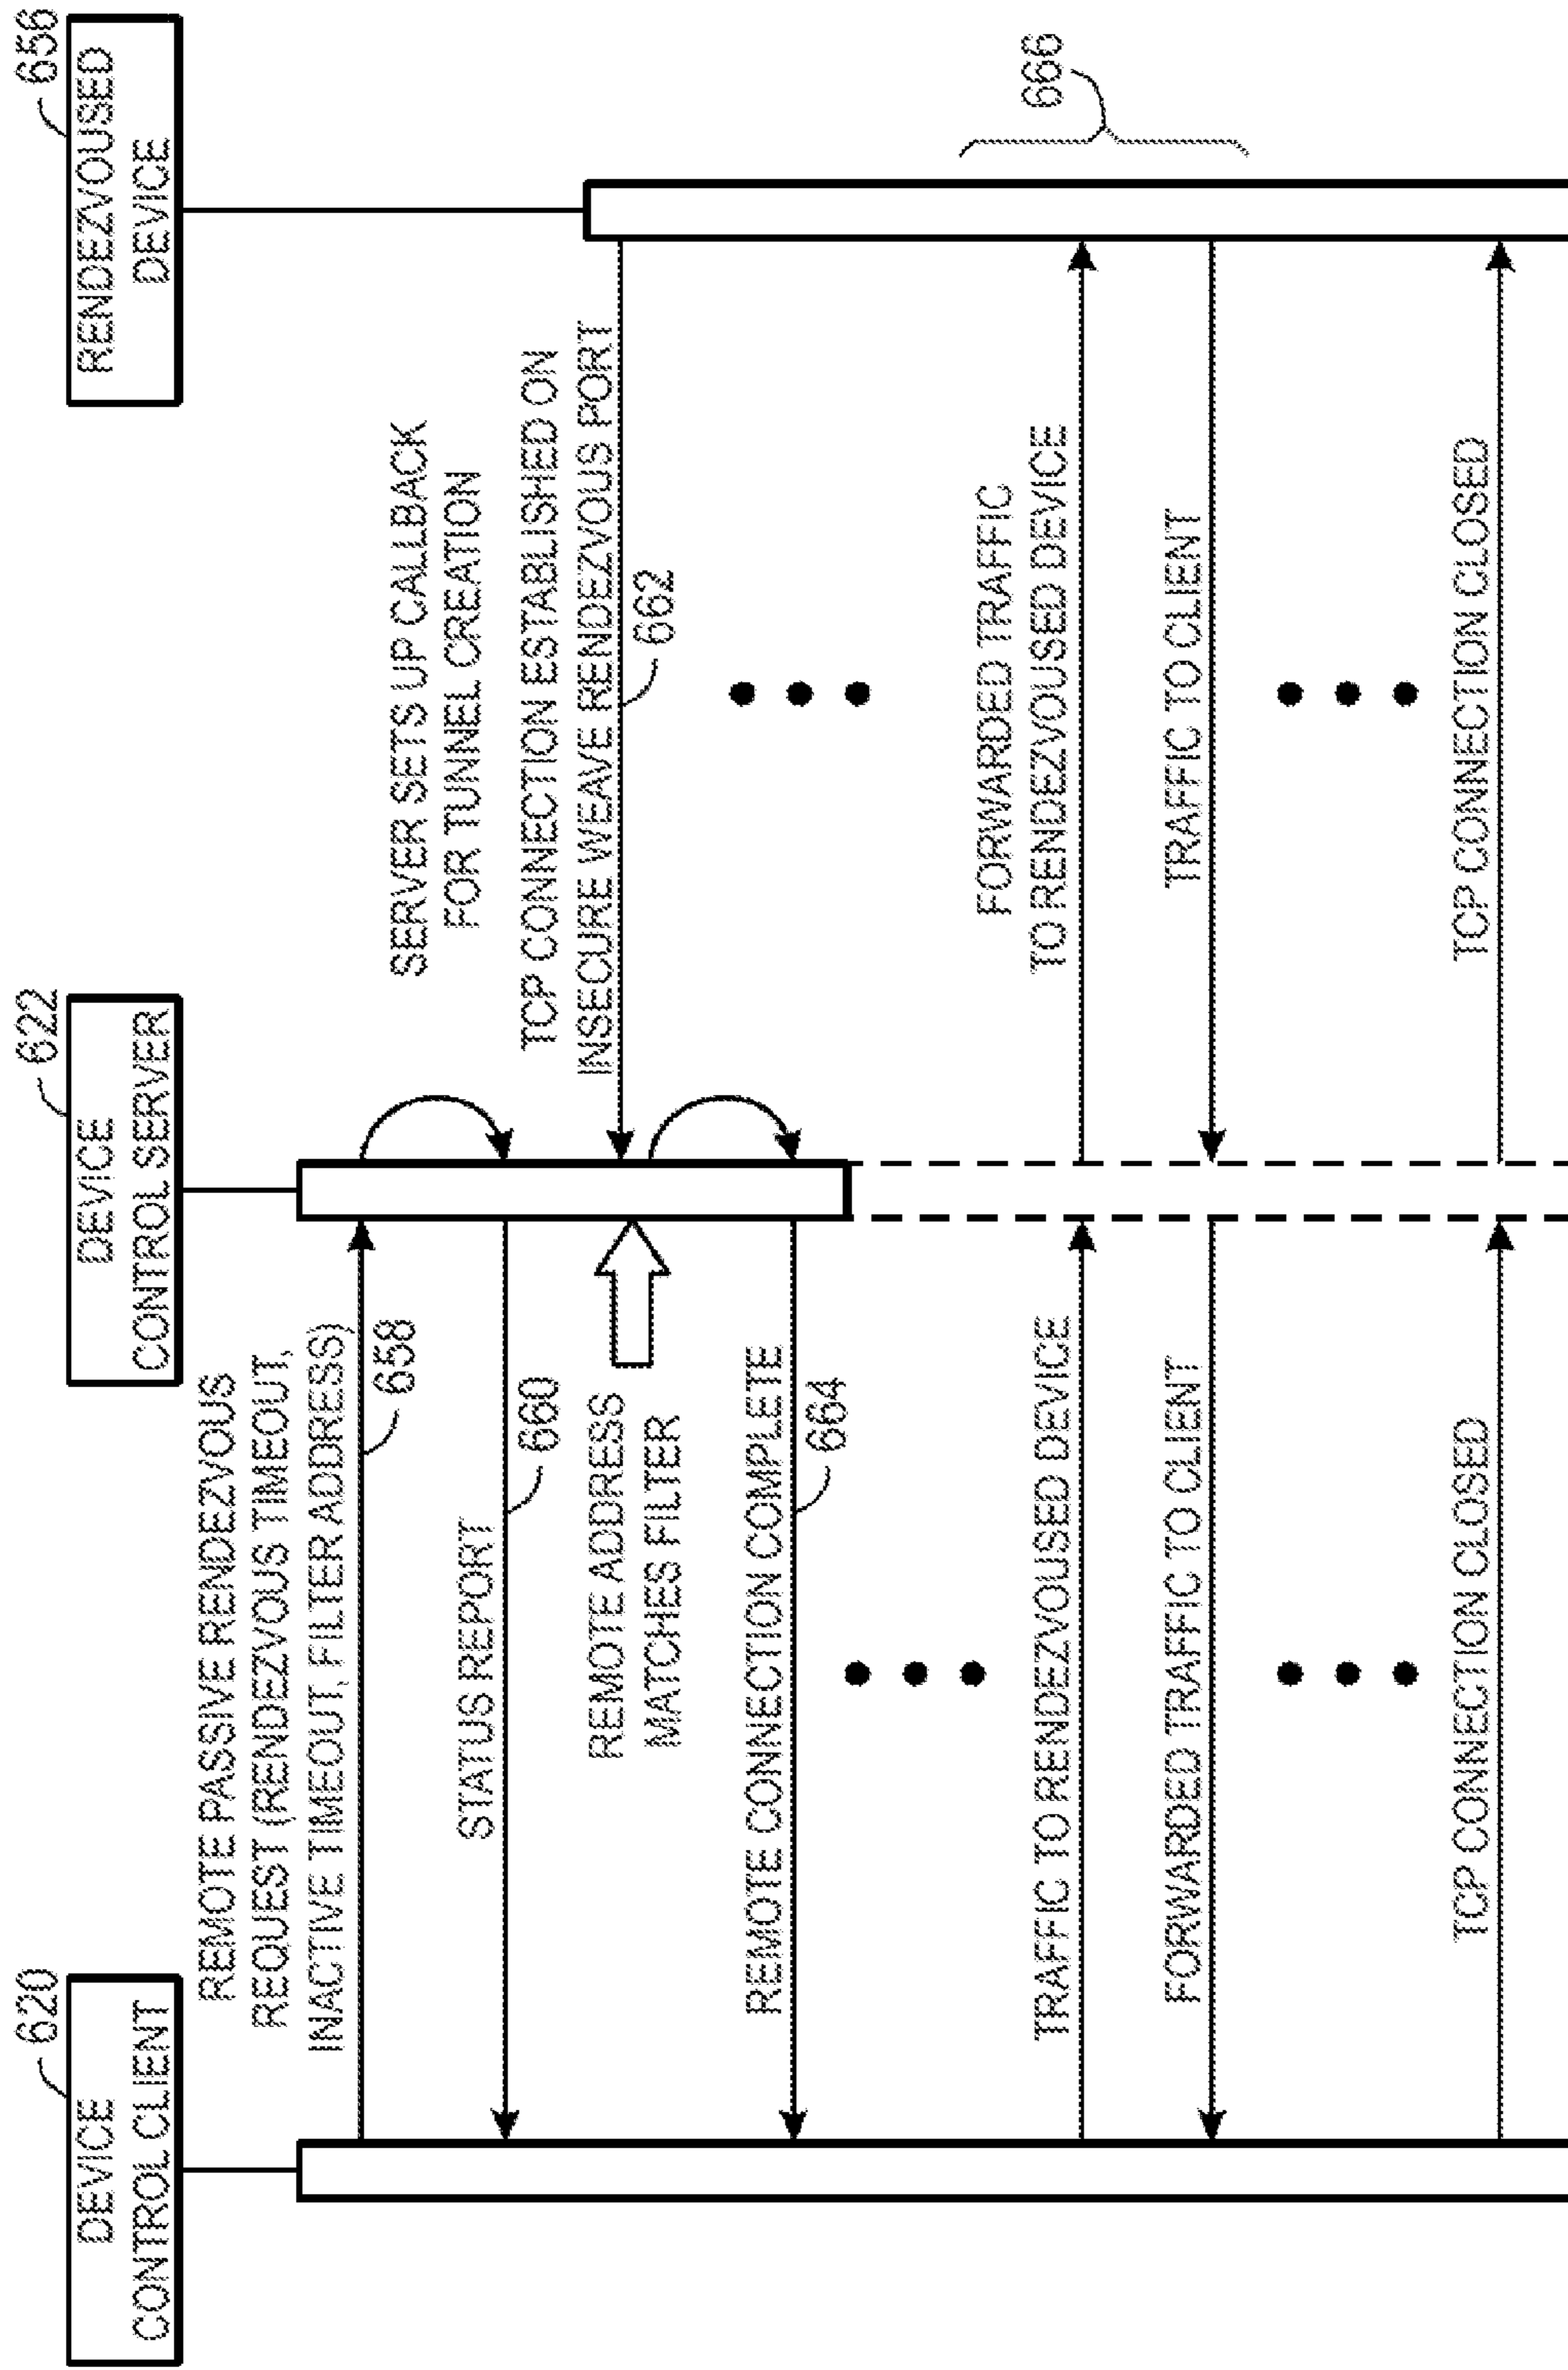 620
DEVICE
CONTROL CLIENT
622
DEVICE
CONTROL SERVER
656
RENDEZVOUSED
DEVICE
REMOTE PASSIVE RENDEZVOUS
REQUEST (RENDEZVOUS TIMEOUT,
INACTIVE TIMEOUT, FILTER ADDRESS)
658
SERVER SETS UP CALLBACK
FOR TUNNEL CREATION
STATUS REPORT
660
TCP CONNECTION ESTABLISHED ON
INSECURE WEAVE RENDEZVOUS PORT
662
REMOTE ADDRESS
MATCHES FILTER
REMOTE CONNECTION COMPLETE
664
TRAFFIC TO RENDEZVOUSED DEVICE
FORWARDED TRAFFIC
TO RENDEZVOUSED DEVICE
666
FORWARDED TRAFFIC TO CLIENT
TRAFFIC TO CLIENT
TCP CONNECTION CLOSED
TCP CONNECTION CLOSED